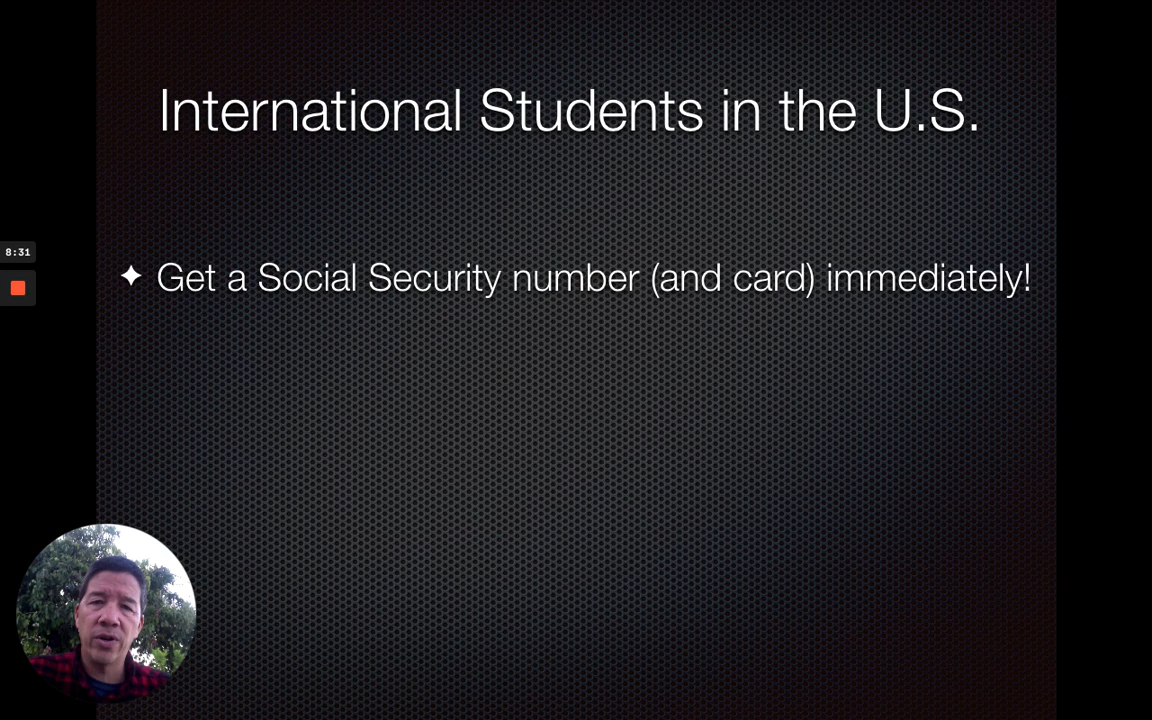 International Students in the U.S.
8:31
✦ Get a Social Security number (and card) immediately!